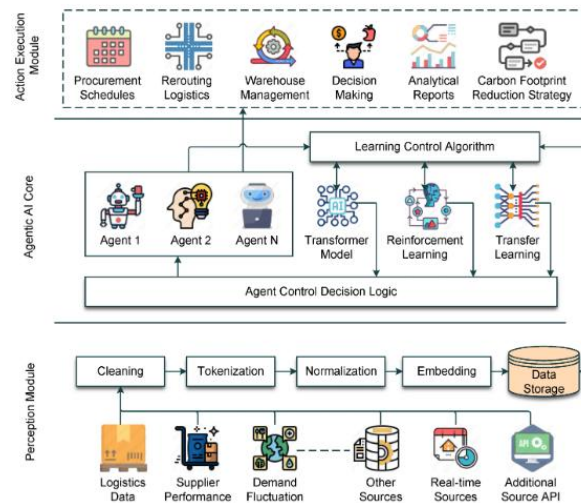 Action Execution
Module
Procurement
Schedules
Rerouting
Logistics
Warehouse
Management
Decision
Making
Analytical
Reports
Carbon Footprint
Reduction Strategy
Agentic AI Core
Learning Control Algorithm
Agent 1
Agent 2
Agent N
AI
Transformer
Model
Reinforcement
Learning
Transfer
Learning
Agent Control Decision Logic
Perception Module
Cleaning
Tokenization
Normalization
Embedding
Data
Storage
Logistics
Data
Supplier
Performance
Demand
Fluctuation
Other
Sources
Real-time
Sources
API
Additional
Source API